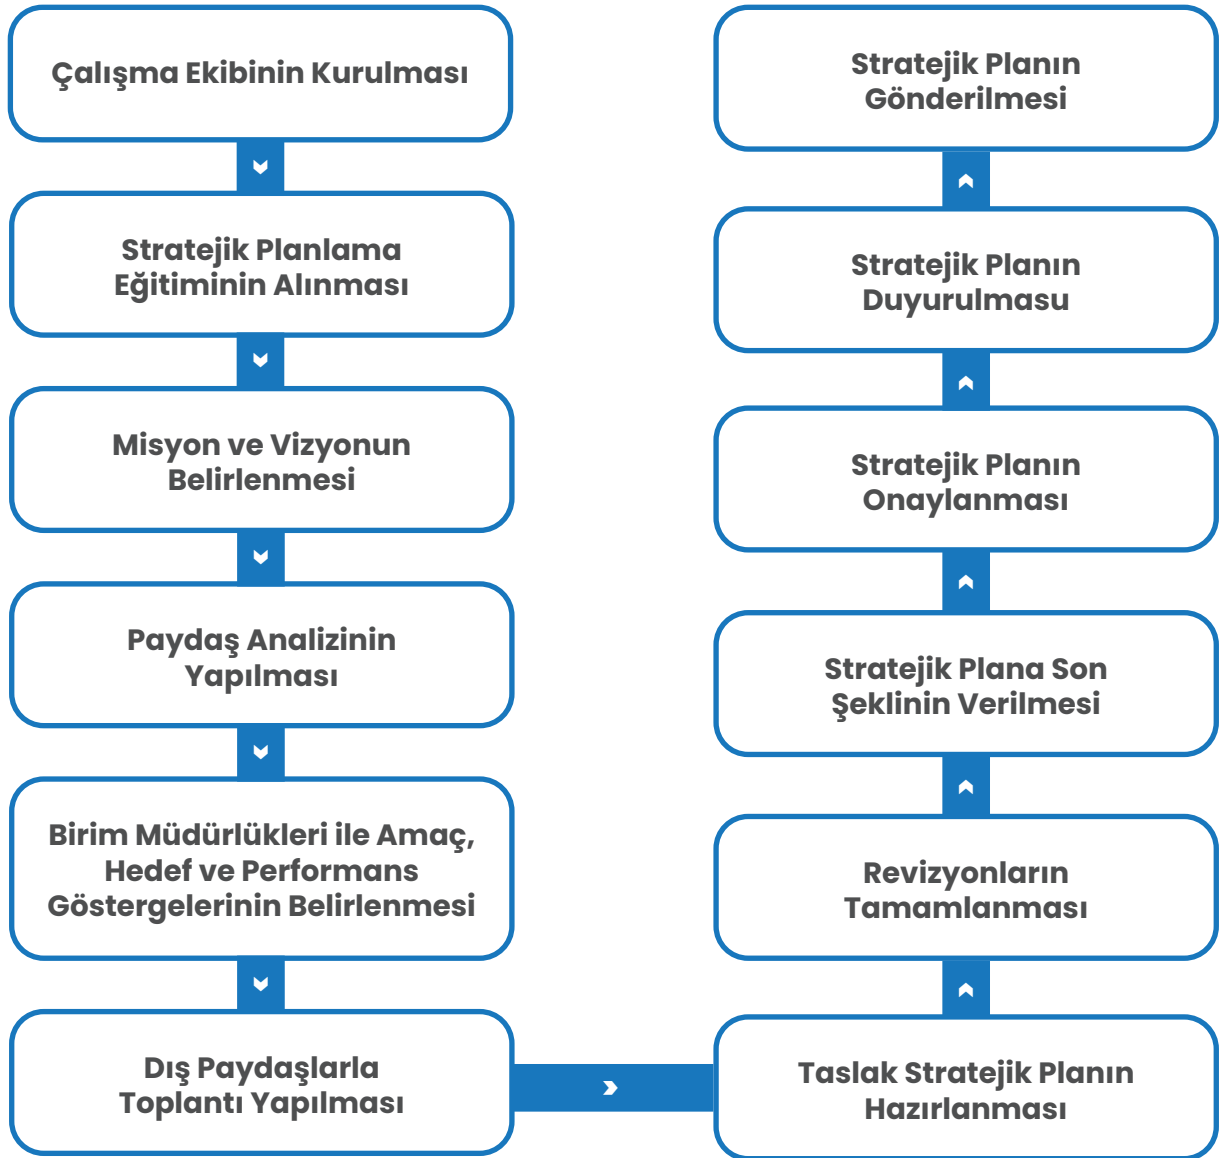 Çalışma Ekibinin Kurulması
Stratejik Planlama
Eğitiminin Alınması
Misyon ve Vizyonun
Belirlenmesi
Paydaş Analizinin
Yapılması
Birim Müdürlükleri ile Amaç,
Hedef ve Performans
Göstergelerinin Belirlenmesi
Dış Paydaşlarla
Toplantı Yapılması
Taslak Stratejik Planın
Hazırlanması
Revizyonların
Tamamlanması
Stratejik Plana Son
Şeklinin Verilmesi
Stratejik Planın
Onaylanması
Stratejik Planın
Duyurulmasu
Stratejik Planın
Gönderilmesi